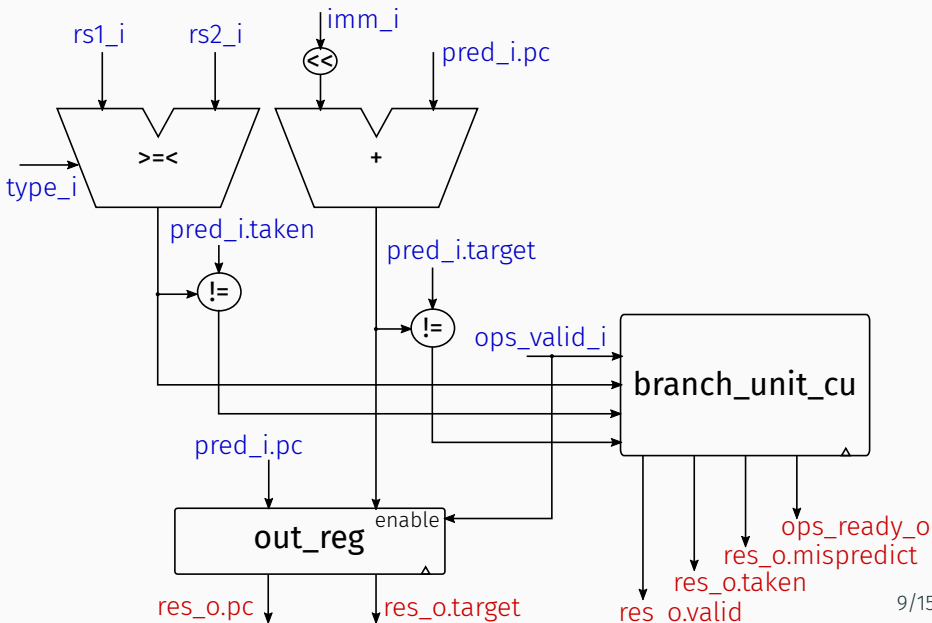 imm_i
rs1_i
rs2_i
<<
pred_i.pc
>=<
+
type_i
pred_i.taken
pred_i.target
!=
!=
ops_valid_i
branch_unit_cu
pred_i.pc
enable
out_reg
ops_ready_o
res_o.mispredict
res_o.taken
res_o.pc
res_o.target
res_o.valid
9/15